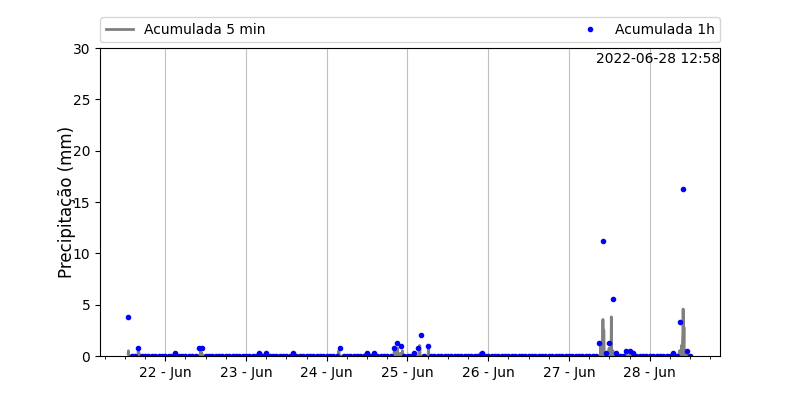 Acumulada 5 min
Acumulada 1h
2022-06-28 12:58
Precipitação (mm)
30
25
20
15
10
5
0
22 - Jun
23 - Jun
24 - Jun
25 - Jun
26 - Jun
27 - Jun
28 - Jun